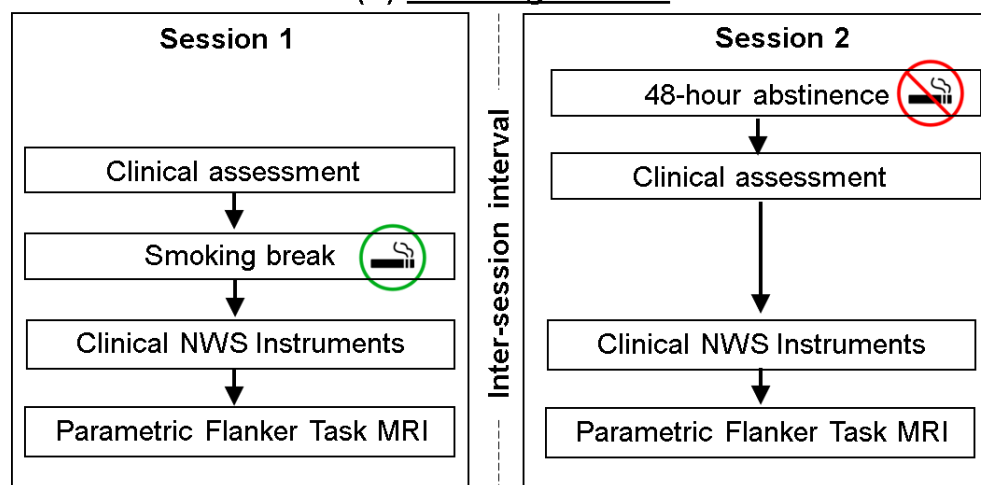 Session 1
Clinical assessment
Smoking break
Clinical NWS Instruments
Parametric Flanker Task MRI
Inter-session interval
Session 2
48-hour abstinence
Clinical assessment
Clinical NWS Instruments
Parametric Flanker Task MRI